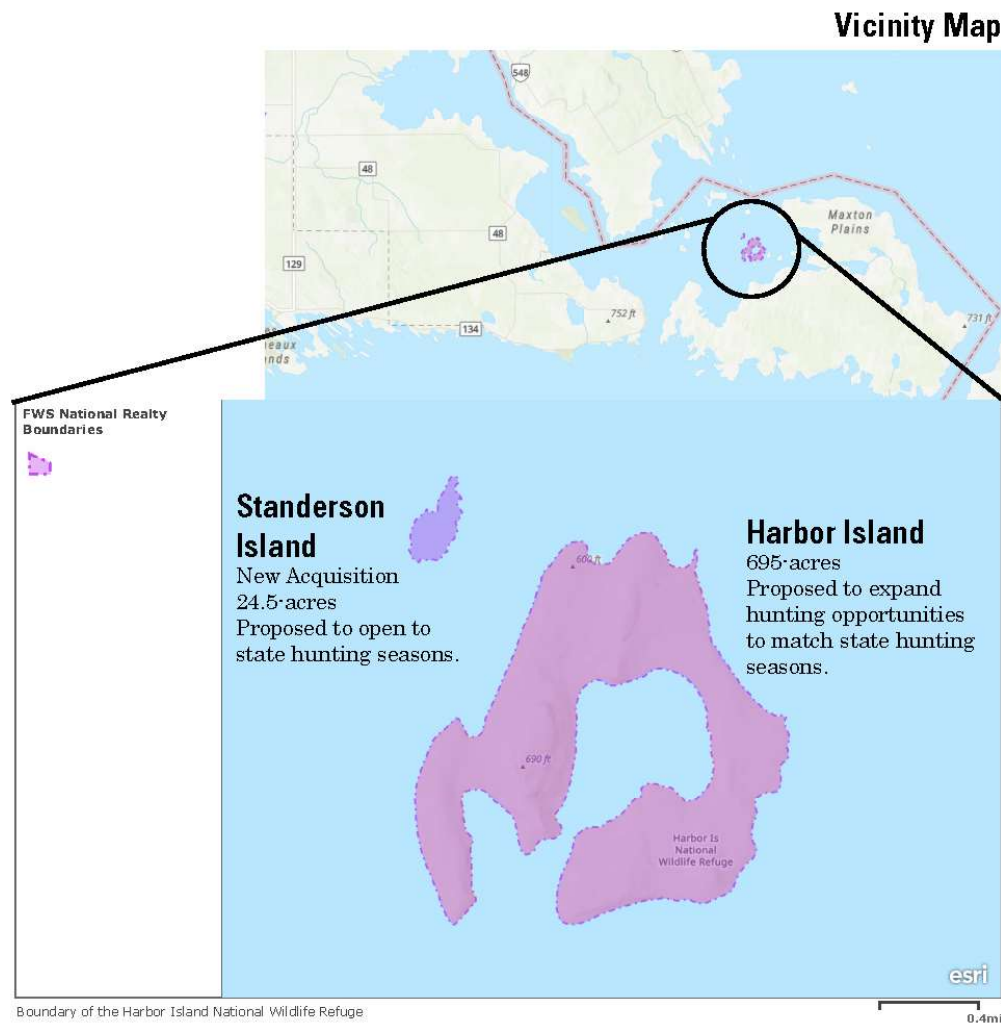 Vicinity Map
548
48
48
Maxton
Plains
129
752 ft
731 ft
134
eaux
nds
FWS National Realty
Boundaries
Standerson
Island
New Acquisition
24.5-acres
Proposed to open to
state hunting seasons.
Harbor Island
695-acres
Proposed to expand
hunting opportunities
to match state hunting
seasons.
600 ft
690 ft
Harbor Is
National
Wildlife Refuge
esri
Boundary of the Harbor Island National Wildlife Refuge
0.4mi